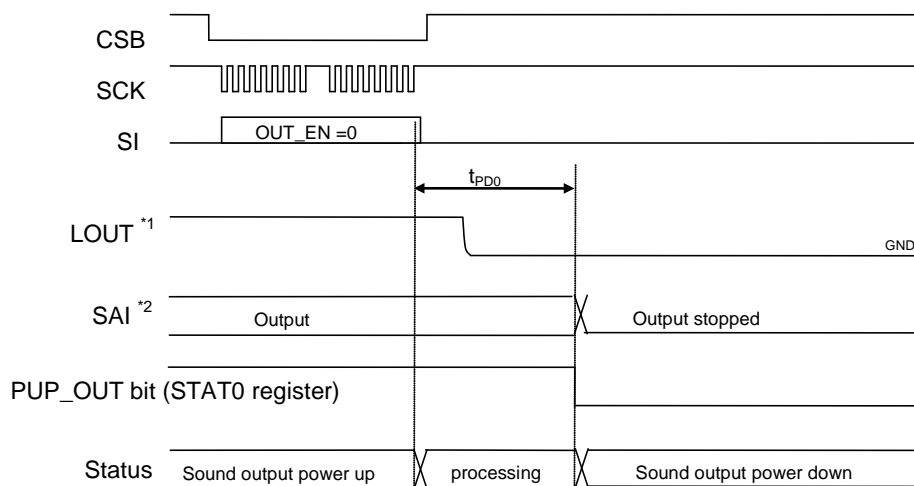 CSB
SCK
SI
OUT_EN =0
tPD0
LOUT *1
GND
SAI *2
Output
Output stopped
PUP_OUT bit (STAT0 register)
Status
Sound output power up
processing
Sound output power down